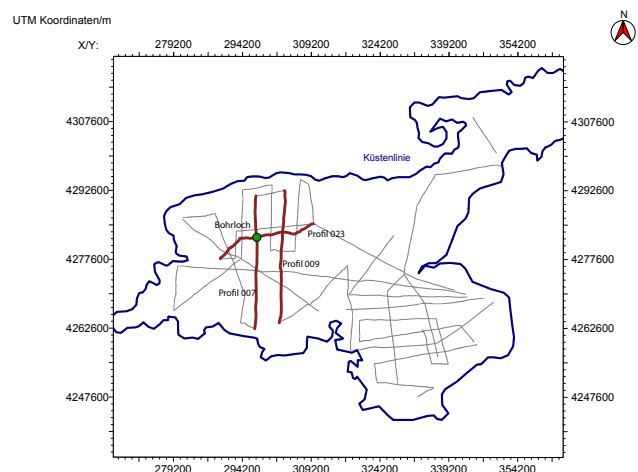 UTM Koordinaten/m
N
X/Y: 279200 294200 309200 324200 339200 354200
4307600 4307600
Küstenlinie
4292600 4292600
Bohrloch
Profil 023
4277600 4277600
Profil 009
Profil 007
4262600 4262600
4247600 4247600
279200 294200 309200 324200 339200 354200